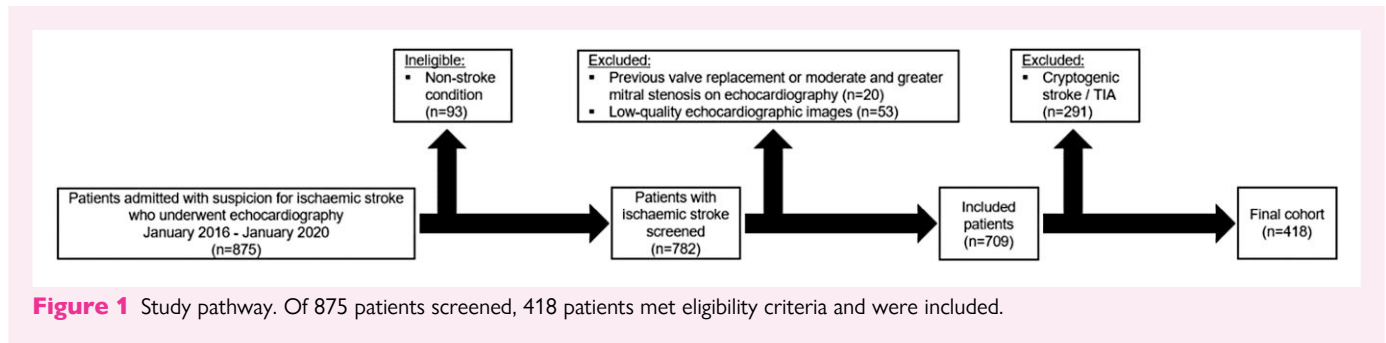 Ineligible:
▪ Non-stroke
condition
(n=93)
Excluded:
▪ Previous valve replacement or moderate and greater
mitral stenosis on echocardiography (n=20)
▪ Low-quality echocardiographic images (n=53)
Excluded:
▪ Cryptogenic
stroke / TIA
(n=291)
Patients admitted with suspicion for ischaemic stroke
who underwent echocardiography
January 2016 - January 2020
(n=875)
Patients with
ischaemic stroke
screened
(n=782)
Included
patients
(n=709)
Final cohort
(n=418)
Figure 1 Study pathway. Of 875 patients screened, 418 patients met eligibility criteria and were included.